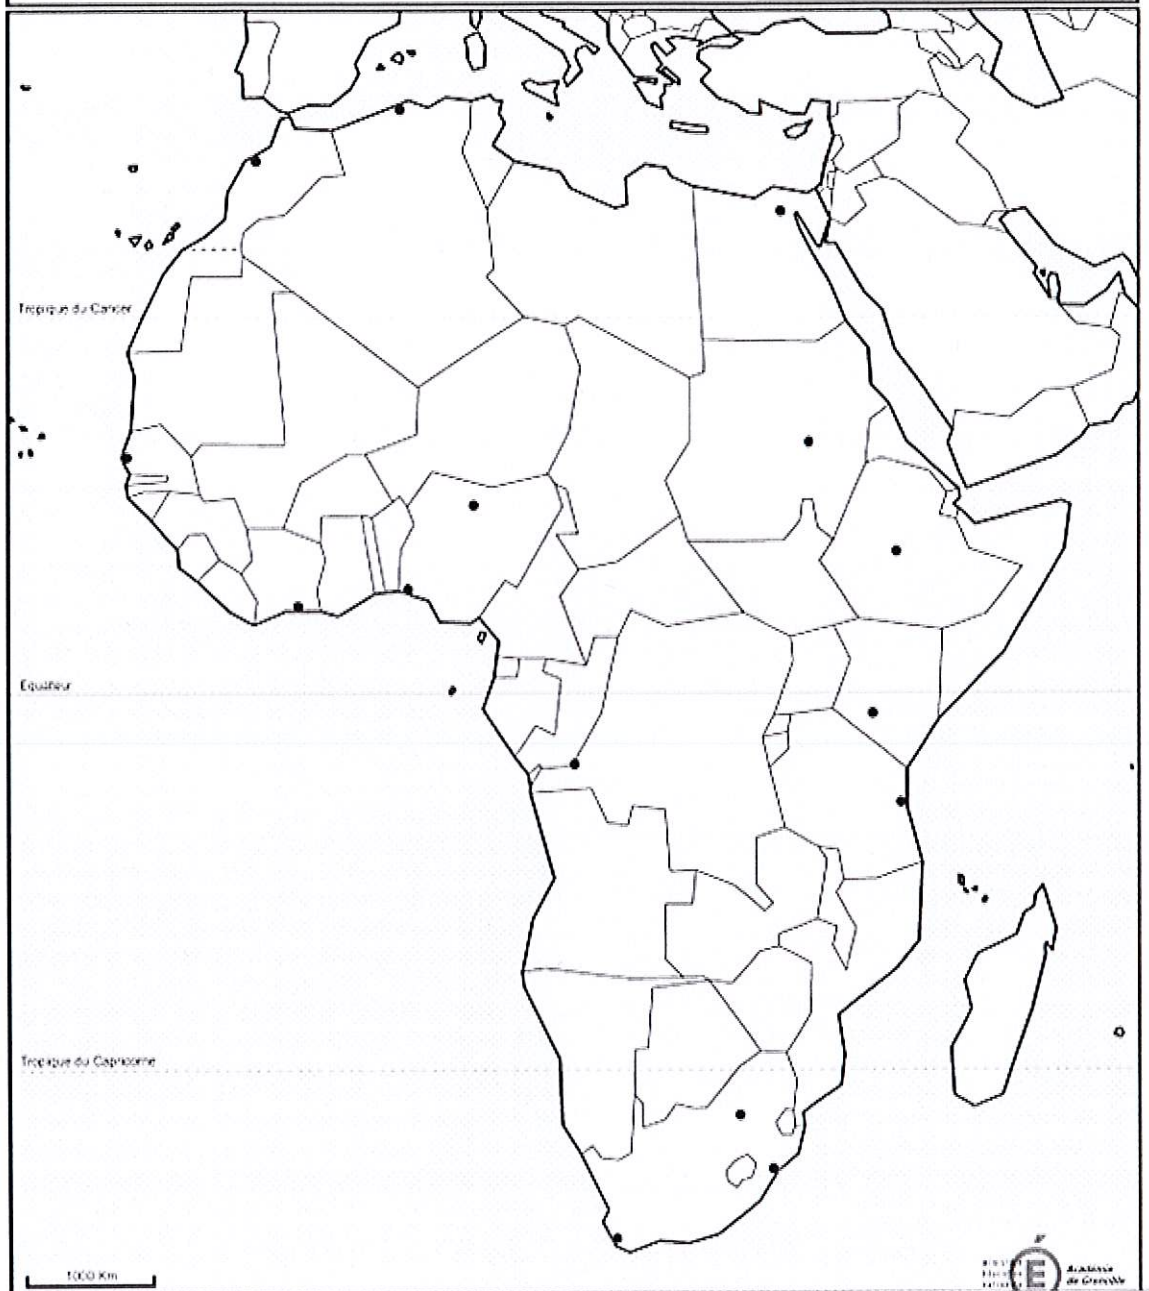 Tropique du Cancer
Equateur
Tropique du Capricorne
1000 Km
E
Académie
de Grenoble